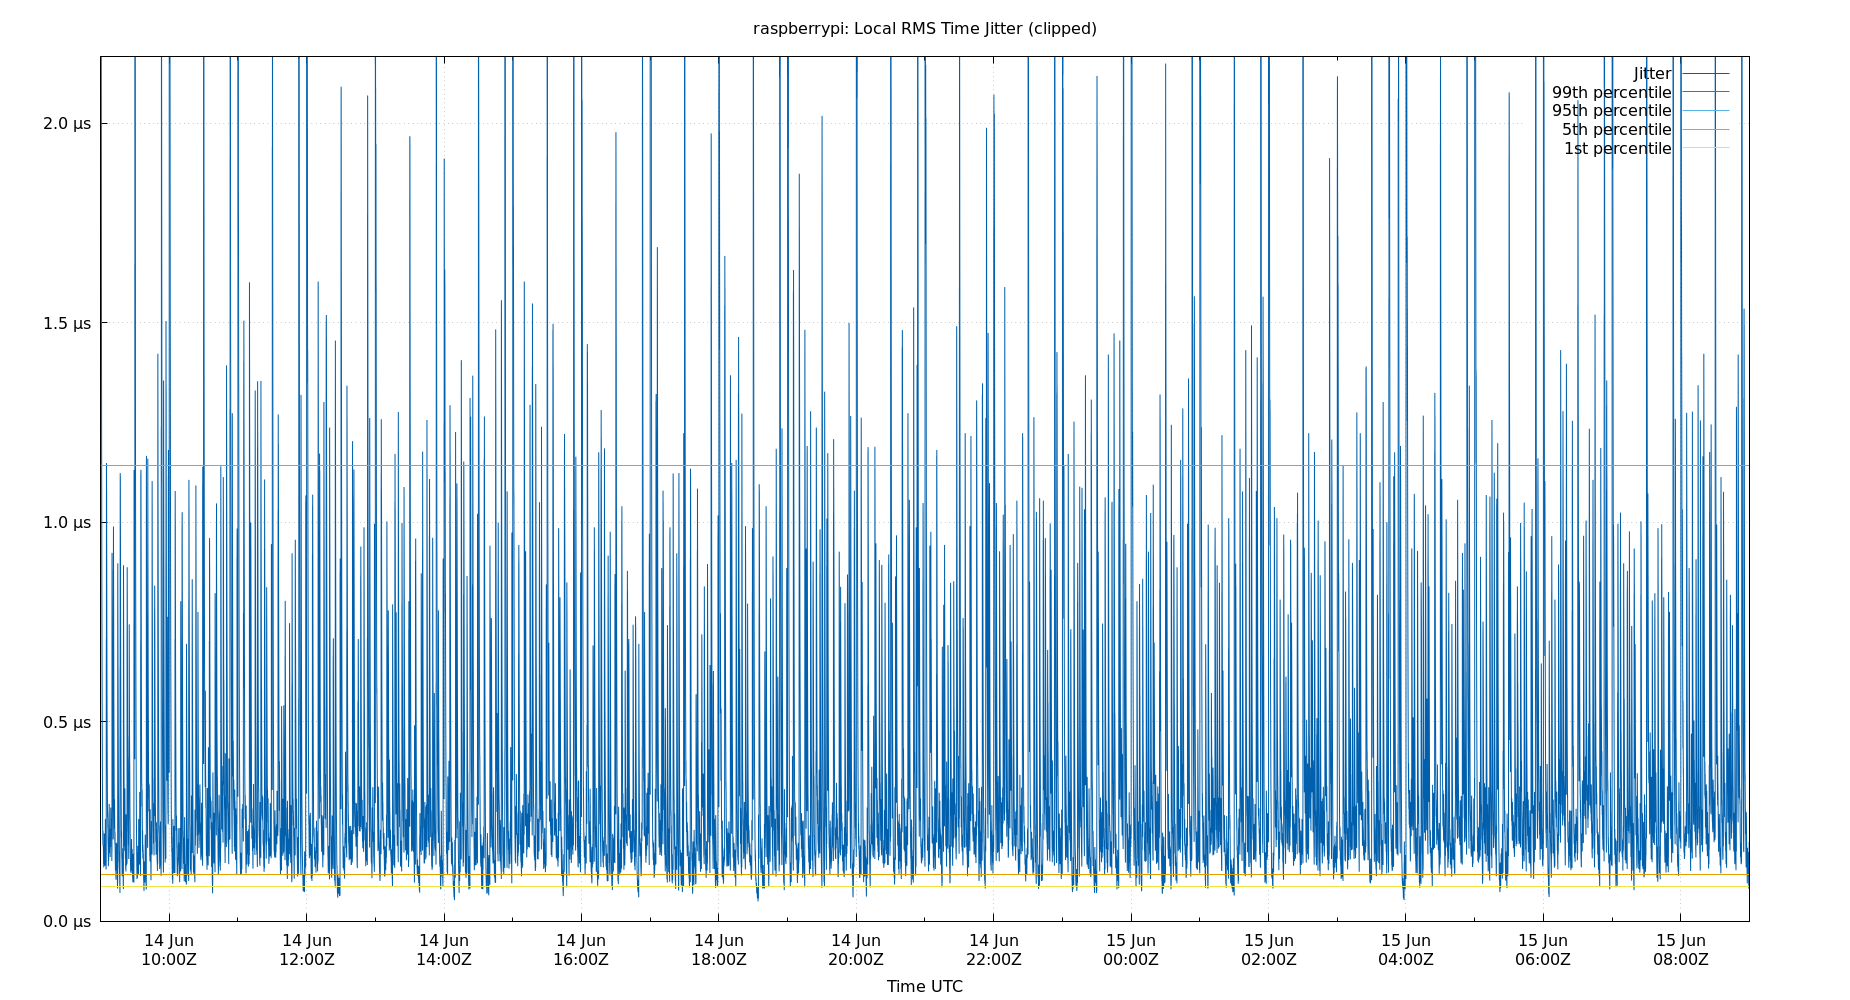 raspberrypi: Local RMS Time Jitter (clipped)
Jitter
99th percentile
95th percentile
5th percentile
1st percentile
2.0 µs
1.5 µs
1.0 µs
0.5 µs
0.0 µs
14 Jun 14 Jun 14 Jun 14 Jun 14 Jun 14 Jun 14 Jun 15 Jun 15 Jun 15 Jun 15 Jun 15 Jun
10:00Z 12:00Z 14:00Z 16:00Z 18:00Z 20:00Z 22:00Z 00:00Z 02:00Z 04:00Z 06:00Z 08:00Z
Time UTC